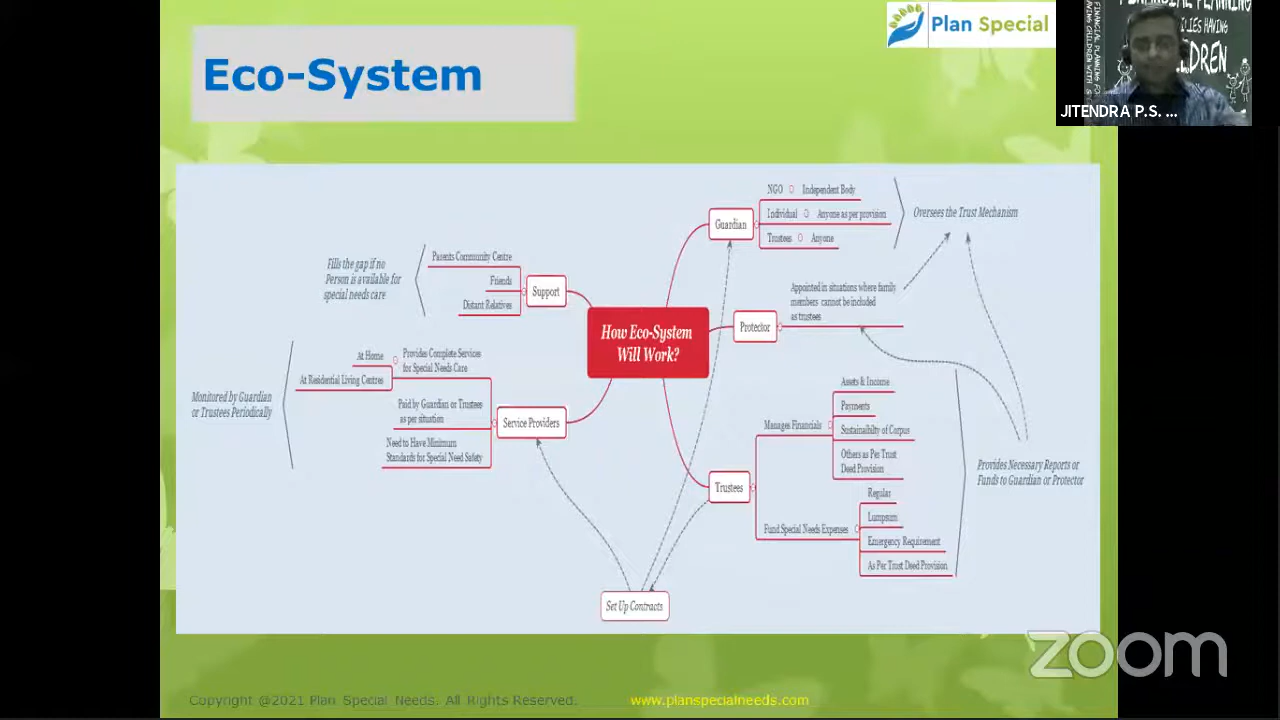 Eco-System
Plan Special
FINANCIAL PLANNING
HAVING
CHILDREN
JITENDRA P.S. ...
How Eco-System
Will Work?
Guardian
NGO
Independent Body
Individual
Anyone as per provision
Trustees
Anyone
Oversees the Trust Mechanism
Protector
Appointed in situations where family
members cannot be included
as trustees
Trustees
Manages Financials
Assets & Income
Payments
Sustainaibilty of Corpus
Others as Per Trust
Deed Provision
Fund Special Needs Expenses
Regular
Lumpsum
Emergency Requirement
As Per Trust Deed Provision
Provides Necessary Reports or
Funds to Guardian or Protector
Support
Parents Community Centre
Friends
Distant Relatives
Fills the gap if no
Person is available for
special needs care
Service Providers
Provides Complete Services
for Special Needs Care
At Home
At Residential Living Centres
Paid by Guardian or Trustees
as per situation
Need to Have Minimum
Standards for Special Need Safety
Monitored by Guardian
or Trustees Periodically
Set Up Contracts
zoom
Copyright @2021 Plan Special Needs. All Rights Reserved.
www.planspecialneeds.com